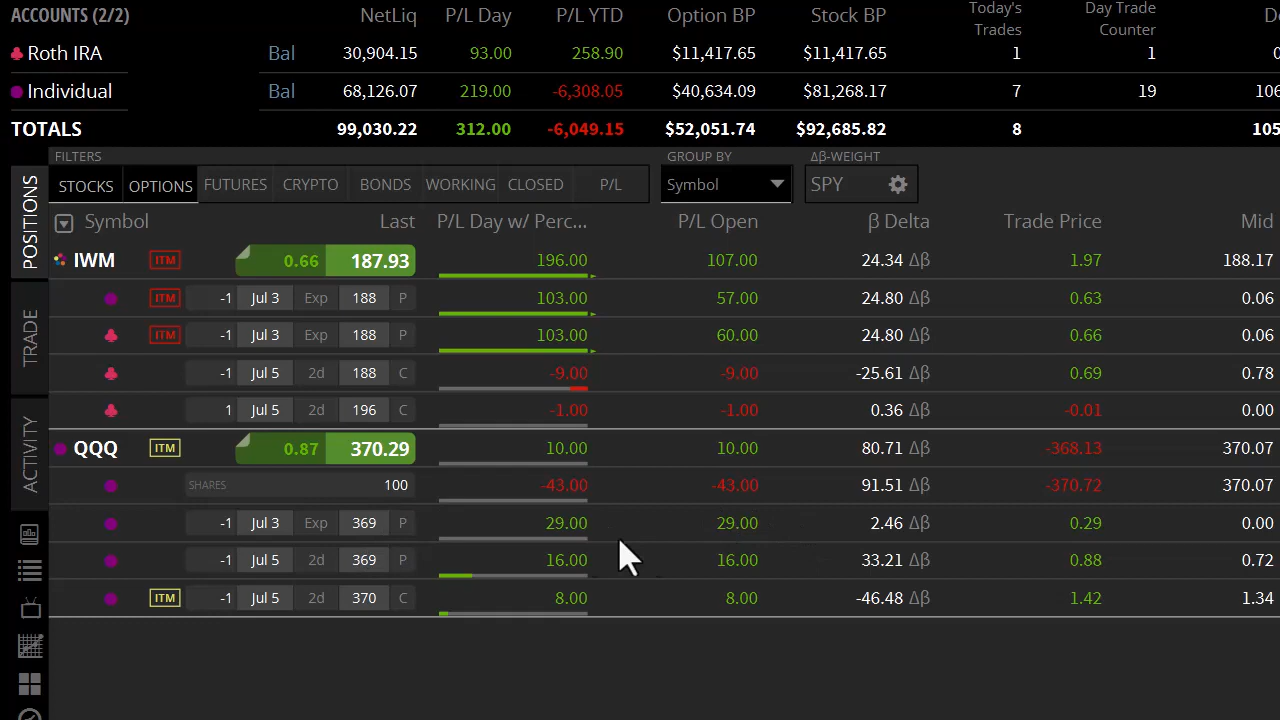 ACCOUNTS (2/2) NetLiq P/L Day P/L YTD Option BP Stock BP Today's Trades Day Trade Counter
Roth IRA Bal 30,904.15 93.00 258.90 $11,417.65 $11,417.65 1 1
Individual Bal 68,126.07 219.00 -6,308.05 $40,634.09 $81,268.17 7 19 106
TOTALS 99,030.22 312.00 -6,049.15 $52,051.74 $92,685.82 8 105
FILTERS GROUP BY Δβ-WEIGHT
STOCKS OPTIONS FUTURES CRYPTO BONDS WORKING CLOSED P/L Symbol SPY
POSITIONS
TRADE
ACTIVITY
Symbol Last P/L Day w/ Perc... P/L Open β Delta Trade Price Mid
IWM ITM 0.66 187.93 196.00 107.00 24.34 Δβ 1.97 188.17
ITM -1 Jul 3 Exp 188 P 103.00 57.00 24.80 Δβ 0.63 0.06
ITM -1 Jul 3 Exp 188 P 103.00 60.00 24.80 Δβ 0.66 0.06
-1 Jul 5 2d 188 C -9.00 -9.00 -25.61 Δβ 0.69 0.78
1 Jul 5 2d 196 C -1.00 -1.00 0.36 Δβ -0.01 0.00
QQQ ITM 0.87 370.29 10.00 10.00 80.71 Δβ -368.13 370.07
SHARES 100 -43.00 -43.00 91.51 Δβ -370.72 370.07
-1 Jul 3 Exp 369 P 29.00 29.00 2.46 Δβ 0.29 0.00
-1 Jul 5 2d 369 P 16.00 16.00 33.21 Δβ 0.88 0.72
ITM -1 Jul 5 2d 370 C 8.00 8.00 -46.48 Δβ 1.42 1.34